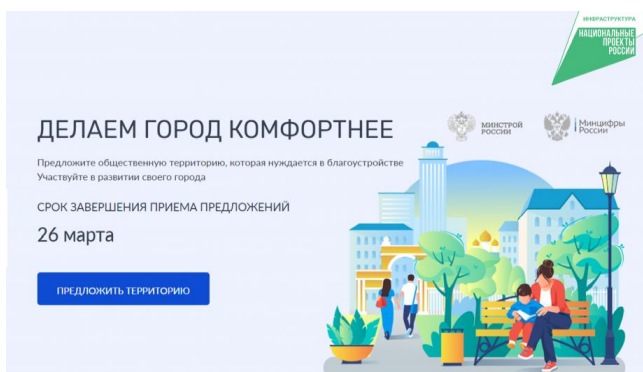 ИНФРАСТРУКТУРА
НАЦИОНАЛЬНЫЕ
ПРОЕКТЫ
РОССИИ
МИНСТРОЙ
РОССИИ
Минцифры
России
ДЕЛАЕМ ГОРОД КОМФОРТНЕЕ
Предложите общественную территорию, которая нуждается в благоустройстве
Участвуйте в развитии своего города
СРОК ЗАВЕРШЕНИЯ ПРИЕМА ПРЕДЛОЖЕНИЙ
26 марта
ПРЕДЛОЖИТЬ ТЕРРИТОРИЮ